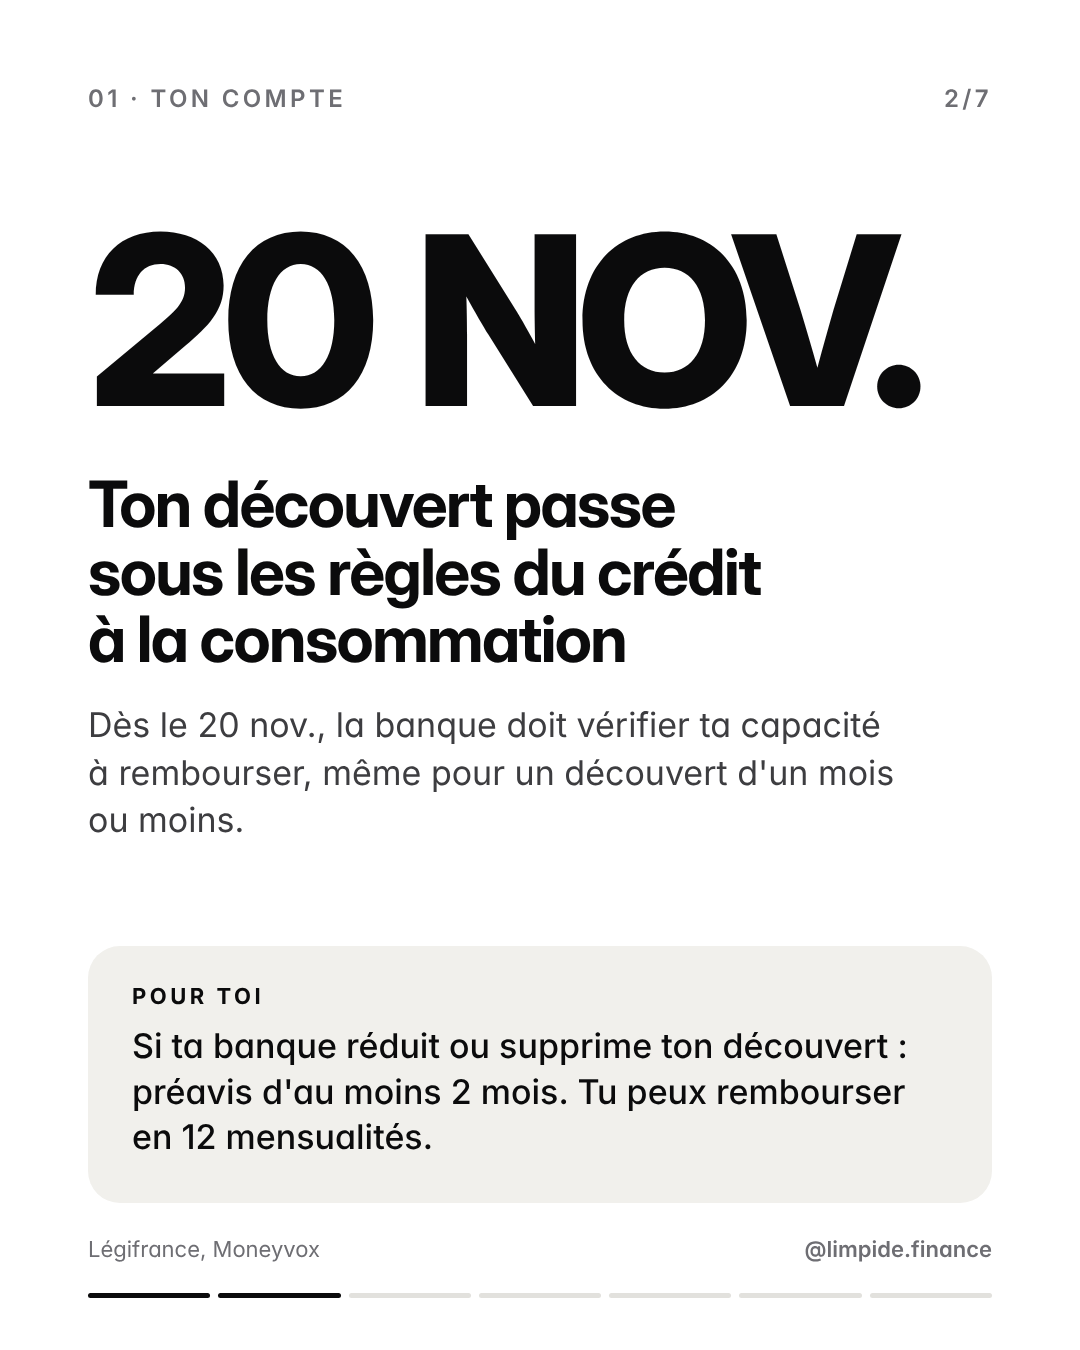 01 · TON COMPTE
2/7
20 NOV.
Ton découvert passe
sous les règles du crédit
à la consommation
Dès le 20 nov., la banque doit vérifier ta capacité
à rembourser, même pour un découvert d'un mois
ou moins.
POUR TOI
Si ta banque réduit ou supprime ton découvert :
préavis d'au moins 2 mois. Tu peux rembourser
en 12 mensualités.
Légifrance, Moneyvox
@limpide.finance